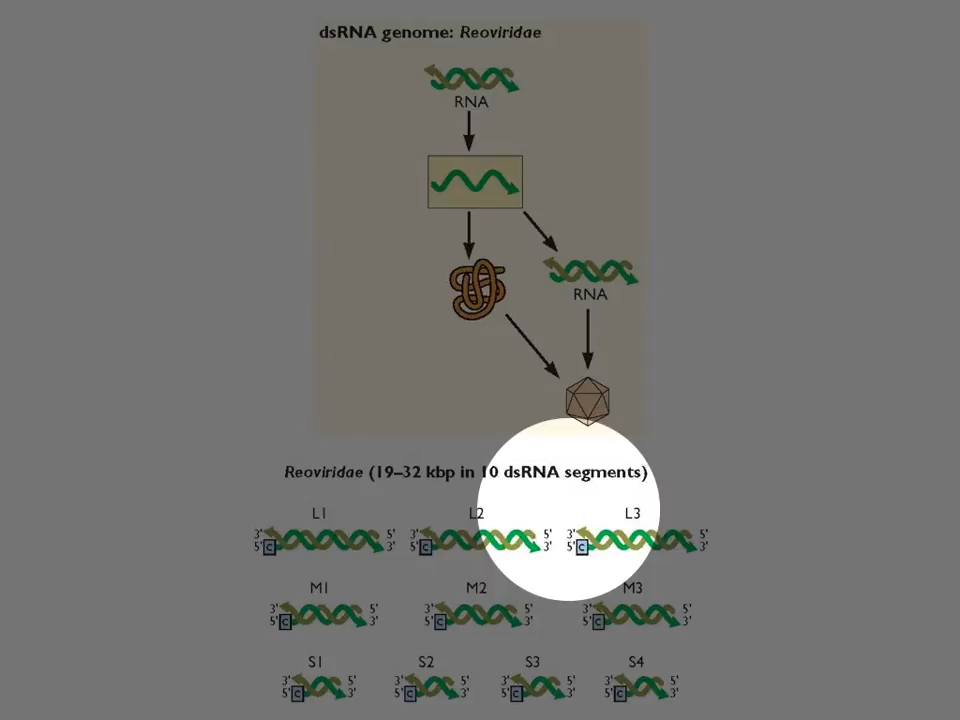 dsRNA genome: Reoviridae
RNA
RNA
Reoviridae (19–32 kbp in 10 dsRNA segments)
L1 L2 L3
3' 5' 3' 5' 3' 5'
5' C 3' 5' C 3' 5' C 3'
M1 M2 M3
3' 5' 3' 5' 3' 5'
5' C 3' 5' C 3' 5' C 3'
S1 S2 S3 S4
3' 5' 3' 5' 3' 5' 3' 5'
5' C 3' 5' C 3' 5' C 3' 5' C 3'